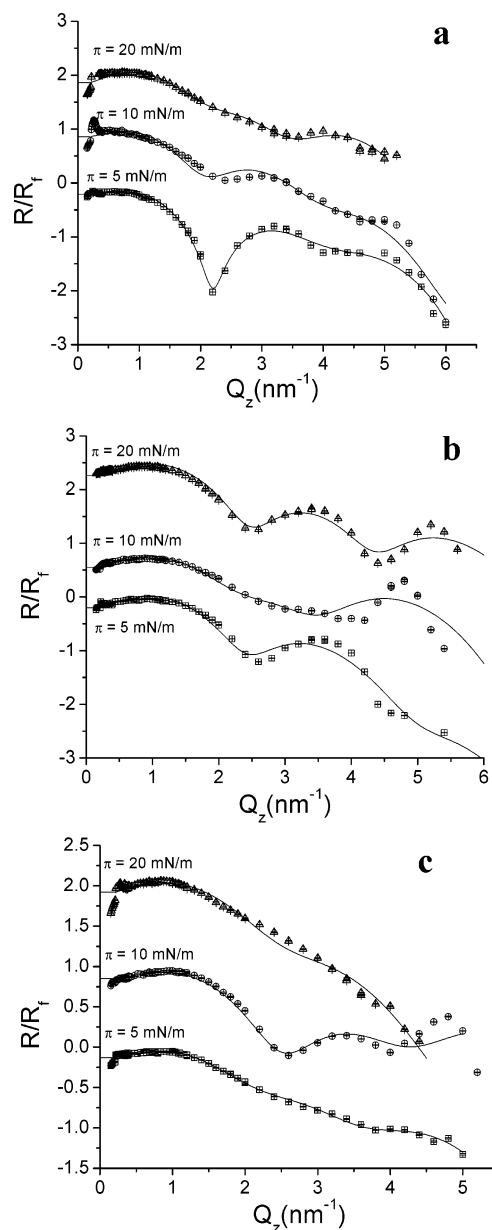 a
π = 20 mN/m
π = 10 mN/m
π = 5 mN/m
R/Rf
3
2
1
0
-1
-2
-3
0 1 2 3 4 5 6
Qz(nm-1)
b
π = 20 mN/m
π = 10 mN/m
π = 5 mN/m
R/Rf
3
2
1
0
-1
-2
-3
0 1 2 3 4 5 6
Qz(nm-1)
c
π = 20 mN/m
π = 10 mN/m
π = 5 mN/m
R/Rf
2.5
2.0
1.5
1.0
0.5
0.0
-0.5
-1.0
-1.5
0 1 2 3 4 5
Qz(nm-1)